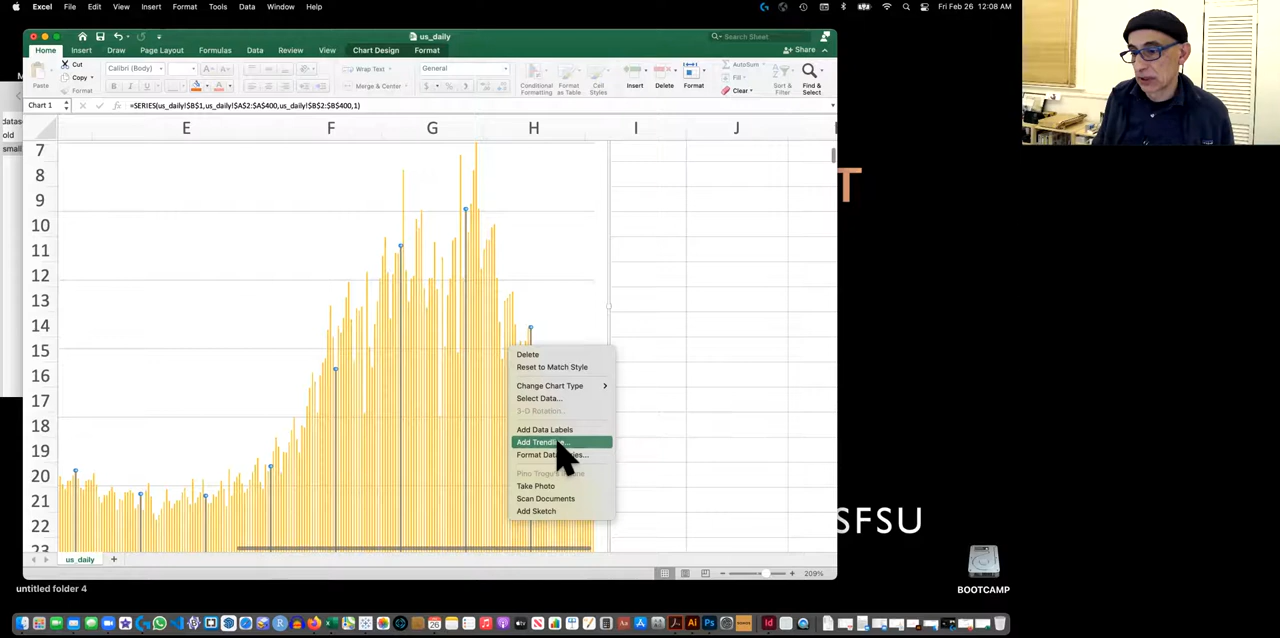 Excel File Edit View Insert Format Tools Data Window Help Fri Feb 26 12:08 AM
us_daily Search Sheet
Home Insert Draw Page Layout Formulas Data Review View Chart Design Format Share
Cut Calibri (Body) Wrap Text General AutoSum
Copy Fill
Paste Format Merge & Center Conditional Formatting Format as Table Cell Styles Insert Delete Format Clear Sort & Filter Find & Select
Chart 1 fx =SERIES(us_daily!$B$1,us_daily!$A$2:$A$400,us_daily!$B$2:$B$400,1)
E F G H I J
7
8
9
10
11
12
13
14
15
16
17
18
19
20
21
22
23
datas
old
small
Delete
Reset to Match Style
Change Chart Type
Select Data...
3-D Rotation...
Add Data Labels
Add Trendline...
Format Data Series...
Take Photo
Scan Documents
Add Sketch
T
SFSU
us_daily
209%
untitled folder 4
BOOTCAMP